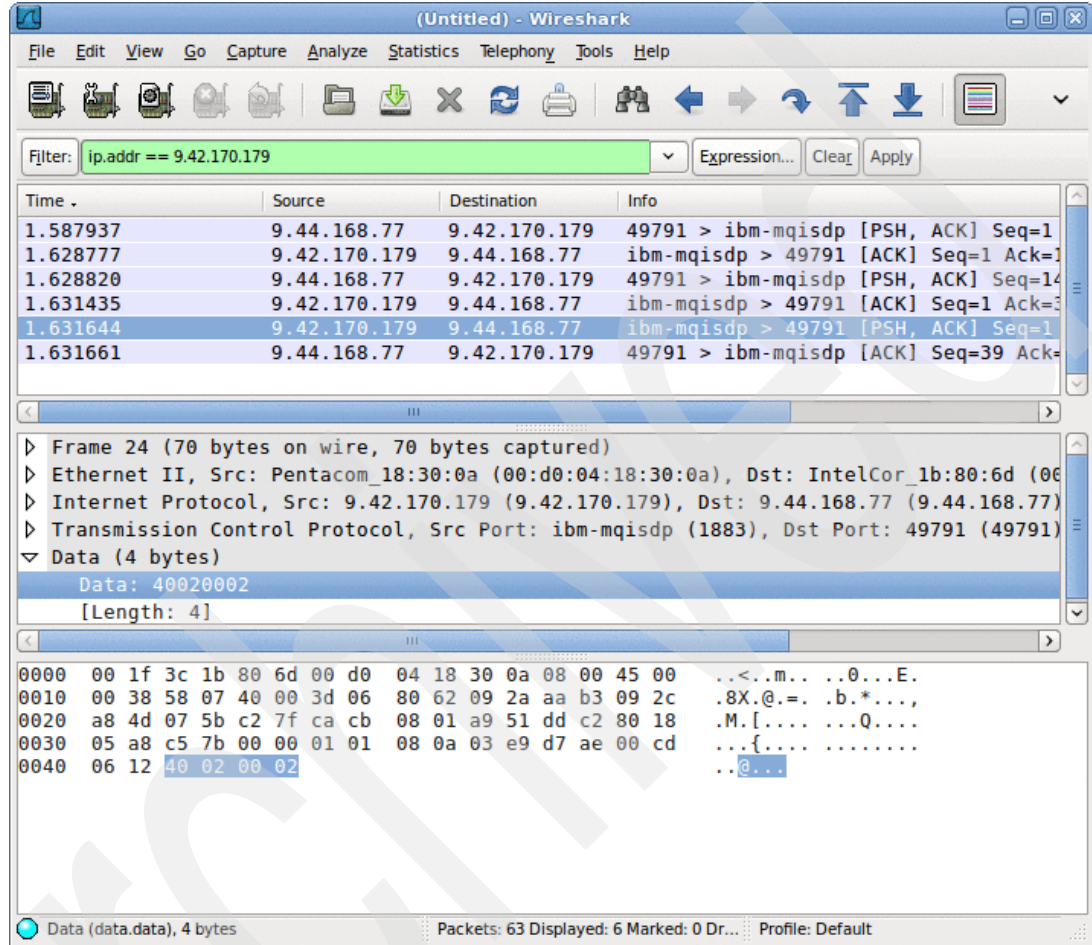 (Untitled) - Wireshark
File Edit View Go Capture Analyze Statistics Telephony Tools Help
Filter: ip.addr == 9.42.170.179 Expression... Clear Apply
Time Source Destination Info
1.587937 9.44.168.77 9.42.170.179 49791 > ibm-mqisdp [PSH, ACK] Seq=1
1.628777 9.42.170.179 9.44.168.77 ibm-mqisdp > 49791 [ACK] Seq=1 Ack=1
1.628820 9.44.168.77 9.42.170.179 49791 > ibm-mqisdp [PSH, ACK] Seq=14
1.631435 9.42.170.179 9.44.168.77 ibm-mqisdp > 49791 [ACK] Seq=1 Ack=3
1.631644 9.42.170.179 9.44.168.77 ibm-mqisdp > 49791 [PSH, ACK] Seq=1
1.631661 9.44.168.77 9.42.170.179 49791 > ibm-mqisdp [ACK] Seq=39 Ack=
Frame 24 (70 bytes on wire, 70 bytes captured)
Ethernet II, Src: Pentacom_18:30:0a (00:d0:04:18:30:0a), Dst: IntelCor_1b:80:6d (00
Internet Protocol, Src: 9.42.170.179 (9.42.170.179), Dst: 9.44.168.77 (9.44.168.77)
Transmission Control Protocol, Src Port: ibm-mqisdp (1883), Dst Port: 49791 (49791)
Data (4 bytes)
Data: 40020002
[Length: 4]
0000 00 1f 3c 1b 80 6d 00 d0 04 18 30 0a 08 00 45 00 ..<..m.. ..0...E.
0010 00 38 58 07 40 00 3d 06 80 62 09 2a aa b3 09 2c .8X.@.=. .b.*...,
0020 a8 4d 07 5b c2 7f ca cb 08 01 a9 51 dd c2 80 18 .M.[.... ...Q....
0030 05 a8 c5 7b 00 00 01 01 08 0a 03 e9 d7 ae 00 cd ...{.... ........
0040 06 12 40 02 00 02 ..@...
Data (data.data), 4 bytes Packets: 63 Displayed: 6 Marked: 0 Dr... Profile: Default